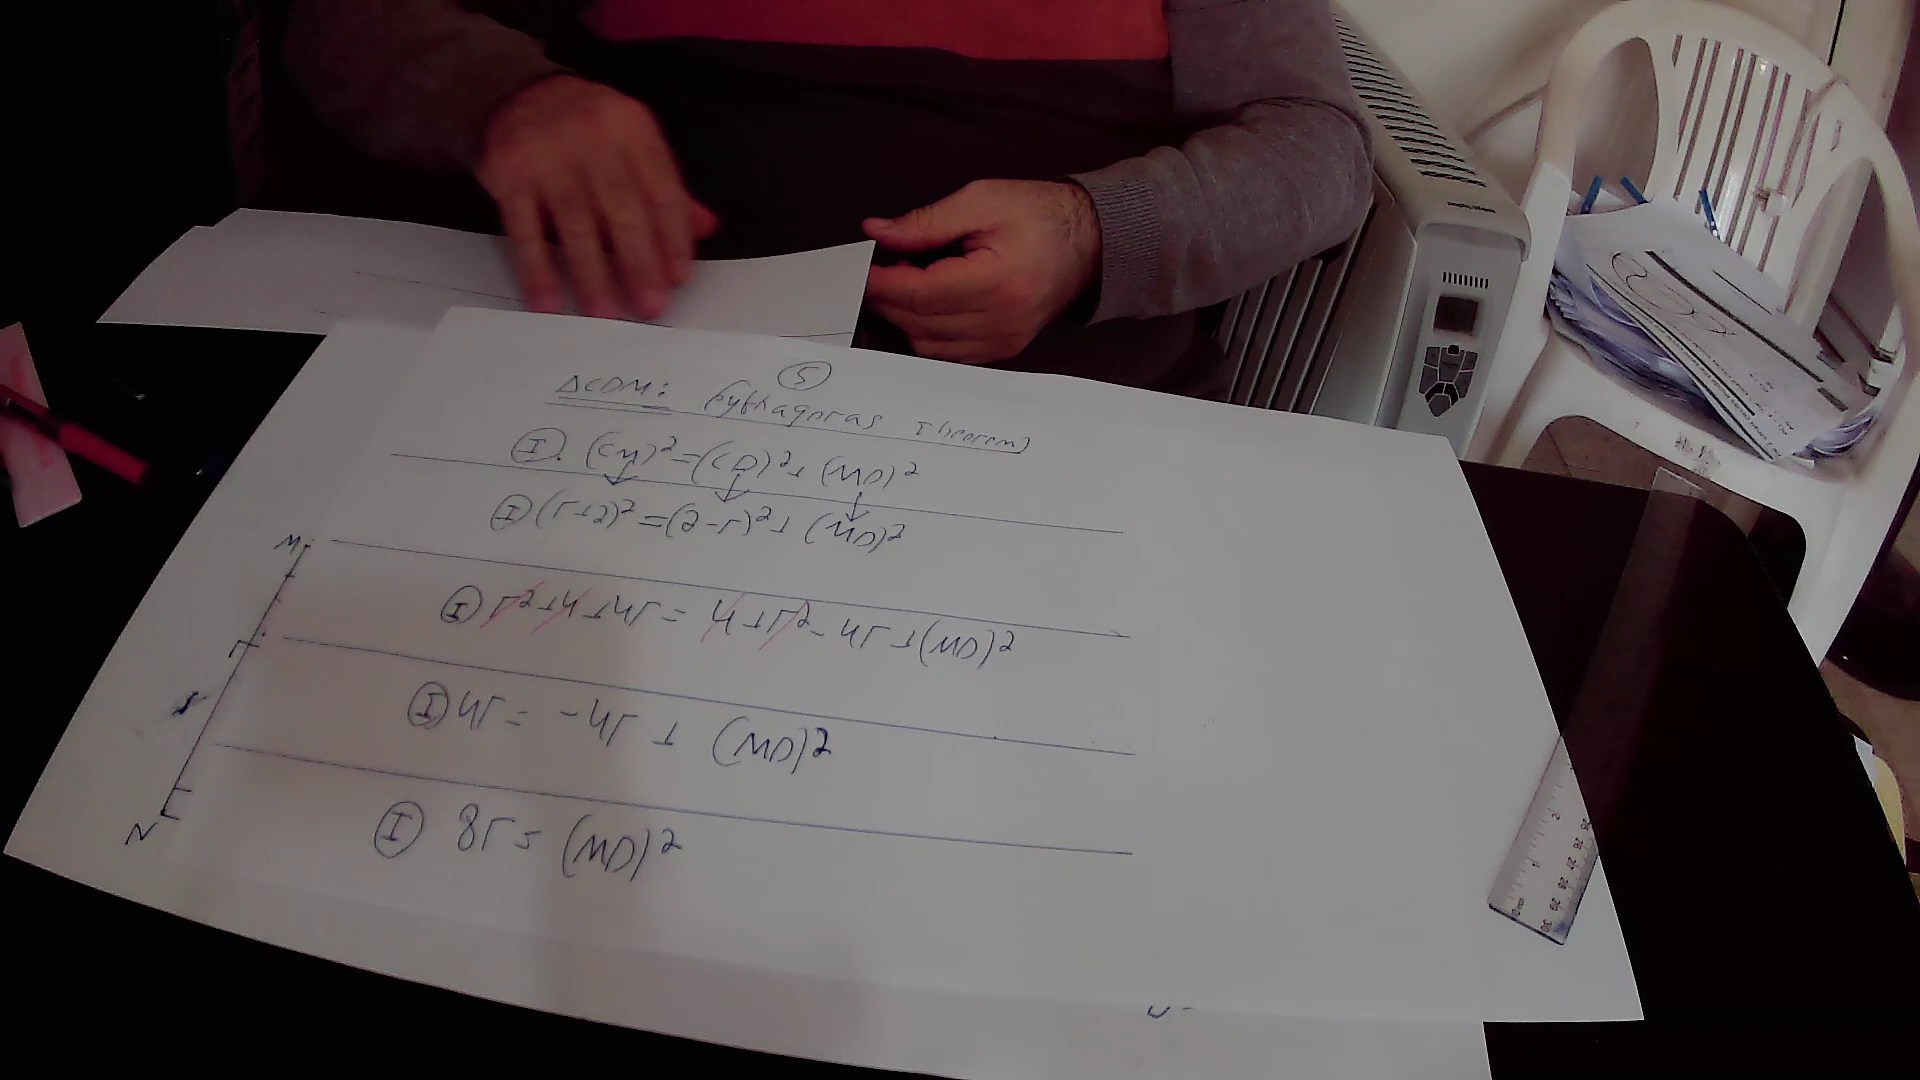 5
ΔCDM: Pythagoras Theorem
I. (CM)²=(CD)²+(MD)²
I (r+2)²=(2-r)²+(MD)²
M
I r²+4+4r= 4+r²-4r+(MD)²
r
I 4r= -4r + (MD)²
N
I 8r= (MD)²